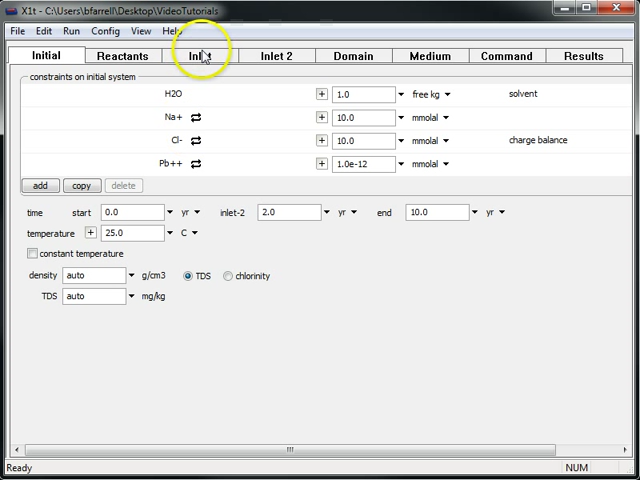 X1t - C:\Users\bfarrell\Desktop\VideoTutorials
File Edit Run Config View Help
Initial Reactants Inlet Inlet 2 Domain Medium Command Results
constraints on initial system
H2O + 1.0 free kg solvent
Na+ + 10.0 mmolal
Cl- + 10.0 mmolal charge balance
Pb++ + 1.0e-12 mmolal
add copy delete
time start 0.0 yr inlet-2 2.0 yr end 10.0 yr
temperature + 25.0 C
constant temperature
density auto g/cm3 TDS chlorinity
TDS auto mg/kg
Ready NUM